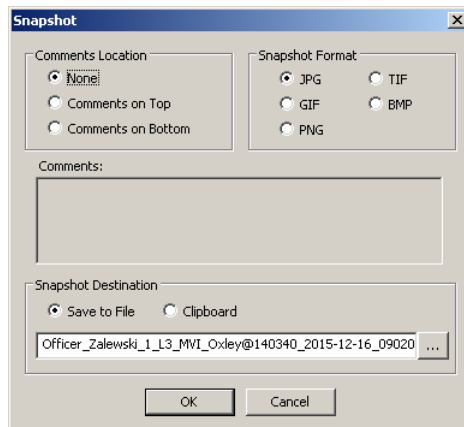 Snapshot
Comments Location
None
Comments on Top
Comments on Bottom
Snapshot Format
JPG
TIF
GIF
BMP
PNG
Comments:
Snapshot Destination
Save to File
Clipboard
Officer_Zalewski_1_L3_MVI_Oxley@140340_2015-12-16_09020
...
OK
Cancel